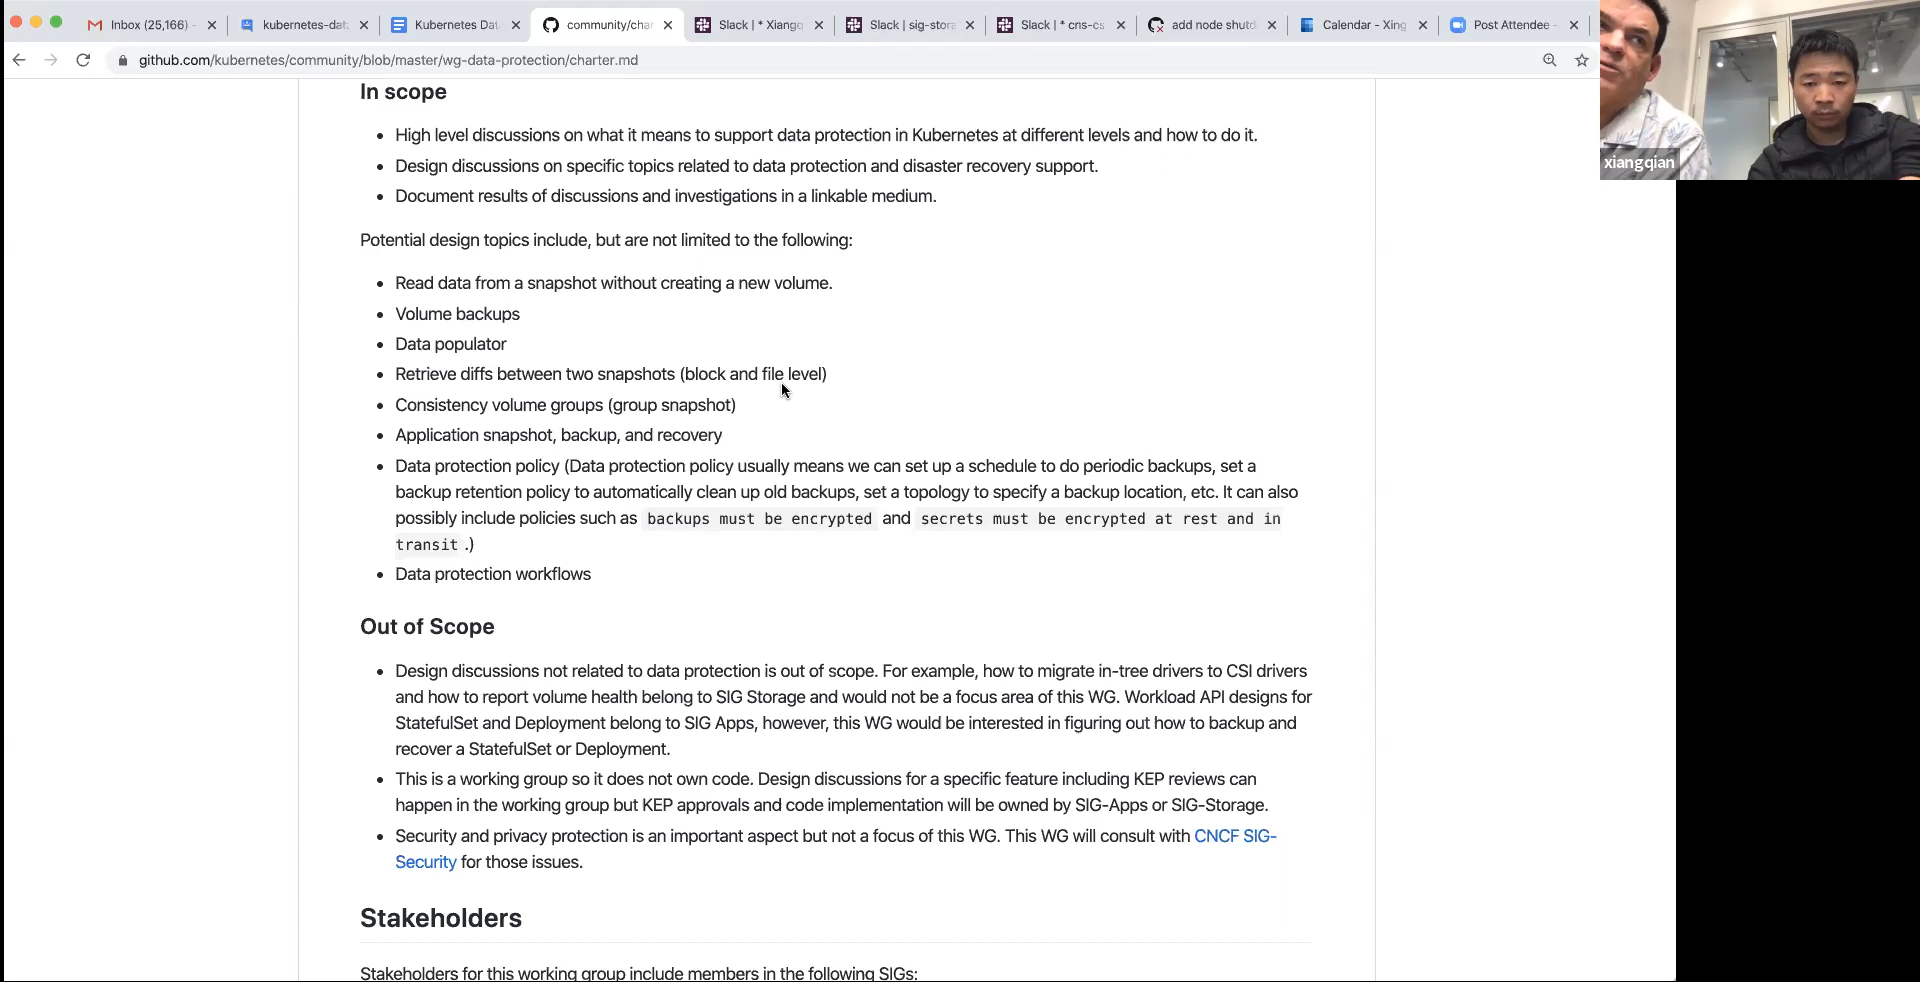 Inbox (25,166) -
kubernetes-dat
Kubernetes Dat
community/char
Slack | * Xiangq
Slack | sig-stora
Slack | * cns-cs
add node shutd
Calendar - Xing
Post Attendee -
github.com/kubernetes/community/blob/master/wg-data-protection/charter.md
xiangqian
In scope
• High level discussions on what it means to support data protection in Kubernetes at different levels and how to do it.
• Design discussions on specific topics related to data protection and disaster recovery support.
• Document results of discussions and investigations in a linkable medium.
Potential design topics include, but are not limited to the following:
• Read data from a snapshot without creating a new volume.
• Volume backups
• Data populator
• Retrieve diffs between two snapshots (block and file level)
• Consistency volume groups (group snapshot)
• Application snapshot, backup, and recovery
• Data protection policy (Data protection policy usually means we can set up a schedule to do periodic backups, set a
backup retention policy to automatically clean up old backups, set a topology to specify a backup location, etc. It can also
possibly include policies such as backups must be encrypted and secrets must be encrypted at rest and in
transit .)
• Data protection workflows
Out of Scope
• Design discussions not related to data protection is out of scope. For example, how to migrate in-tree drivers to CSI drivers
and how to report volume health belong to SIG Storage and would not be a focus area of this WG. Workload API designs for
StatefulSet and Deployment belong to SIG Apps, however, this WG would be interested in figuring out how to backup and
recover a StatefulSet or Deployment.
• This is a working group so it does not own code. Design discussions for a specific feature including KEP reviews can
happen in the working group but KEP approvals and code implementation will be owned by SIG-Apps or SIG-Storage.
• Security and privacy protection is an important aspect but not a focus of this WG. This WG will consult with CNCF SIG-
Security for those issues.
Stakeholders
Stakeholders for this working group include members in the following SIGs: